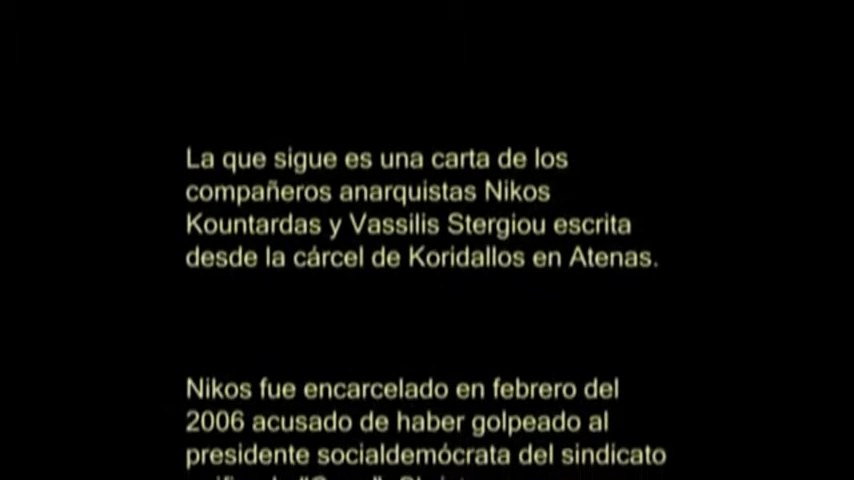 La que sigue es una carta de los
compañeros anarquistas Nikos
Kountardas y Vassilis Stergiou escrita
desde la cárcel de Koridallos en Atenas.
Nikos fue encarcelado en febrero del
2006 acusado de haber golpeado al
presidente socialdemócrata del sindicato